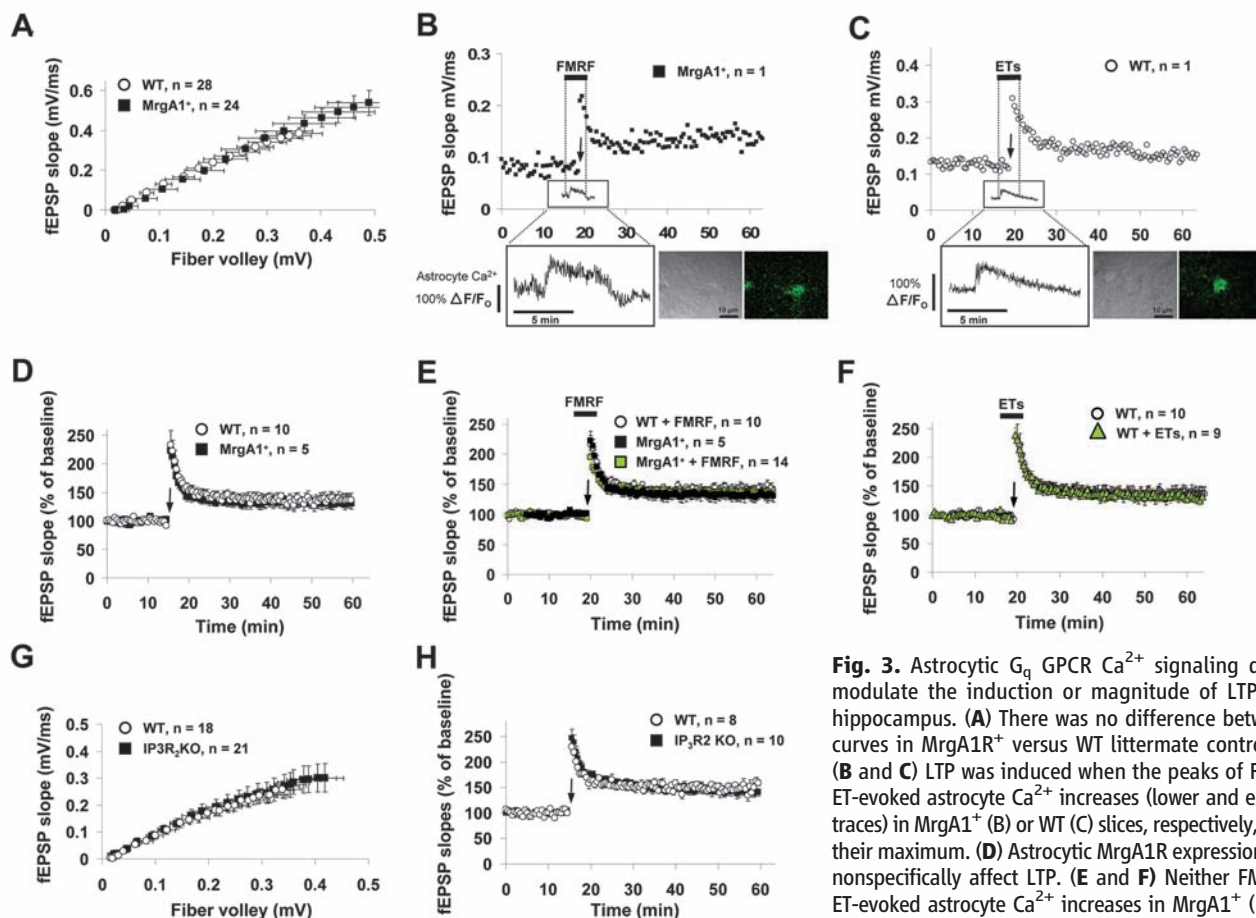 A
WT, n = 28
MrgA1⁺, n = 24
fEPSP slope (mV/ms)
0.6
0.4
0.2
0
0
0.1
0.2
0.3
0.4
0.5
Fiber volley (mV)
B
FMRF
MrgA1⁺, n = 1
fEPSP slope mV/ms
0.3
0.2
0.1
0
0
10
20
30
40
50
60
Astrocyte Ca²⁺
100% ΔF/F₀
5 min
10 µm
C
ETs
WT, n = 1
fEPSP slope mV/ms
0.4
0.3
0.2
0.1
0
0
10
20
30
40
50
60
100%
ΔF/F₀
5 min
10 µm
D
WT, n = 10
MrgA1⁺, n = 5
fEPSP slope (% of baseline)
250
200
150
100
50
0
0
10
20
30
40
50
60
Time (min)
E
FMRF
WT + FMRF, n = 10
MrgA1⁺, n = 5
MrgA1⁺ + FMRF, n = 14
fEPSP slope (% of baseline)
250
200
150
100
50
0
0
10
20
30
40
50
60
Time (min)
F
ETs
WT, n = 10
WT + ETs, n = 9
fEPSP slope (% of baseline)
250
200
150
100
50
0
0
10
20
30
40
50
60
Time (min)
G
WT, n = 18
IP3R₂KO, n = 21
fEPSP slope (mV/ms)
0.5
0.4
0.3
0.2
0.1
0
0
0.1
0.2
0.3
0.4
0.5
Fiber volley (mV)
H
WT, n = 8
IP₃R2 KO, n = 10
fEPSP slopes (% of baseline)
250
200
150
100
50
0
0
10
20
30
40
50
60
Time (min)
Fig. 3. Astrocytic Gq GPCR Ca²⁺ signaling
modulate the induction or magnitude of LTP
hippocampus. (A) There was no difference
curves in MrgA1R⁺ versus WT littermate
(B and C) LTP was induced when the peaks of
ET-evoked astrocyte Ca²⁺ increases (lower and
traces) in MrgA1⁺ (B) or WT (C) slices, respectively,
their maximum. (D) Astrocytic MrgA1R expression
nonspecifically affect LTP. (E and F) Neither
ET-evoked astrocyte Ca²⁺ increases in MrgA1⁺